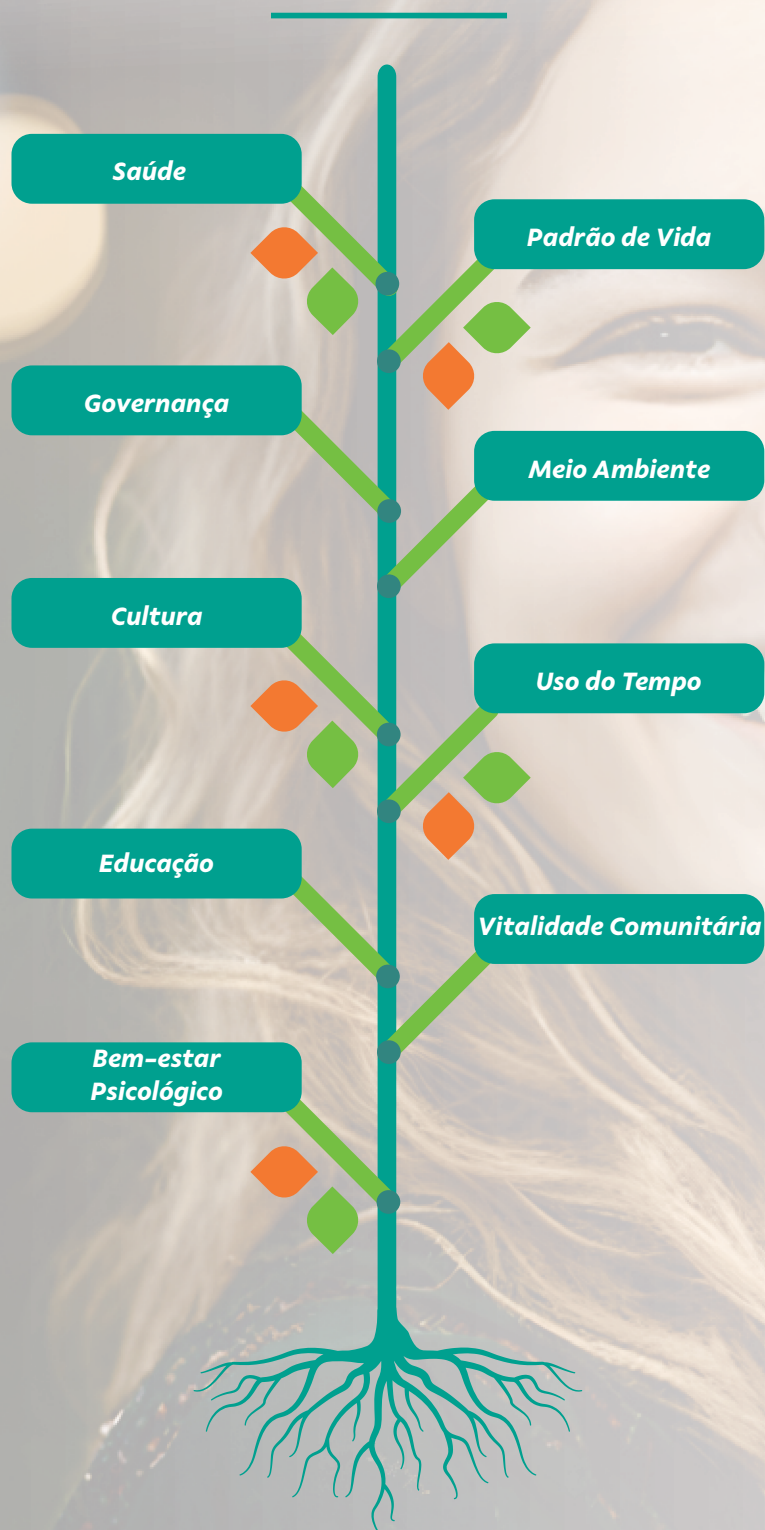 Saúde
Padrão de Vida
Governança
Meio Ambiente
Cultura
Uso do Tempo
Educação
Vitalidade Comunitária
Bem-estar
Psicológico